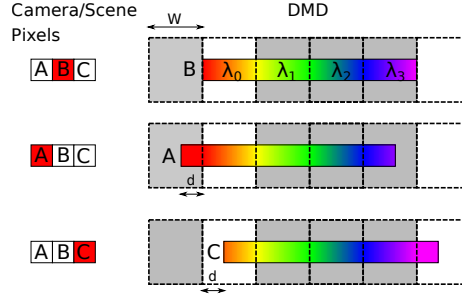 Camera/Scene Pixels
W
DMD
A B C
B λ₀ λ₁ λ₂ λ₃
A B C
A
d
A B C
C
d